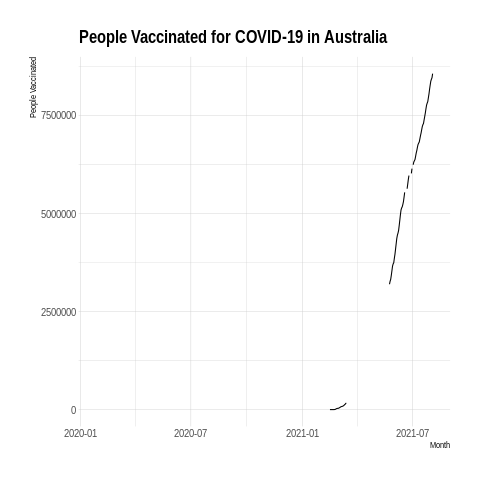 People Vaccinated for COVID-19 in Australia
People Vaccinated
7500000
5000000
2500000
0
2020-01
2020-07
2021-01
2021-07
Month